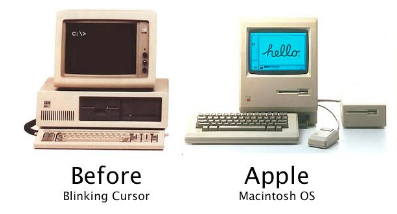 C:\>
hello.
Before
Apple
Blinking Cursor
Macintosh OS